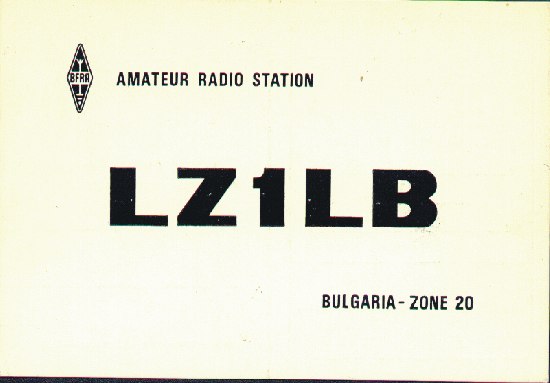 BFRA
AMATEUR RADIO STATION
LZ1LB
BULGARIA - ZONE 20